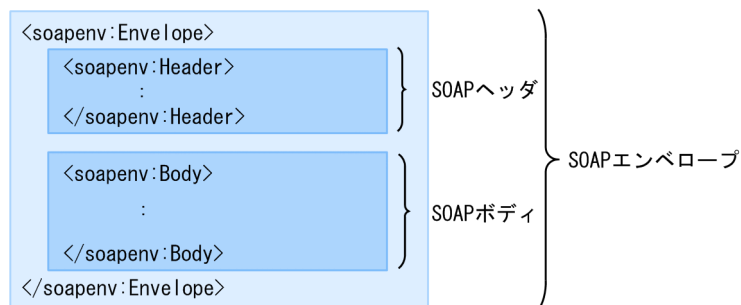 <soapenv:Envelope>
<soapenv:Header>
:
</soapenv:Header>
SOAPヘッダ
<soapenv:Body>
:
</soapenv:Body>
SOAPボディ
</soapenv:Envelope>
SOAPエンベロープ